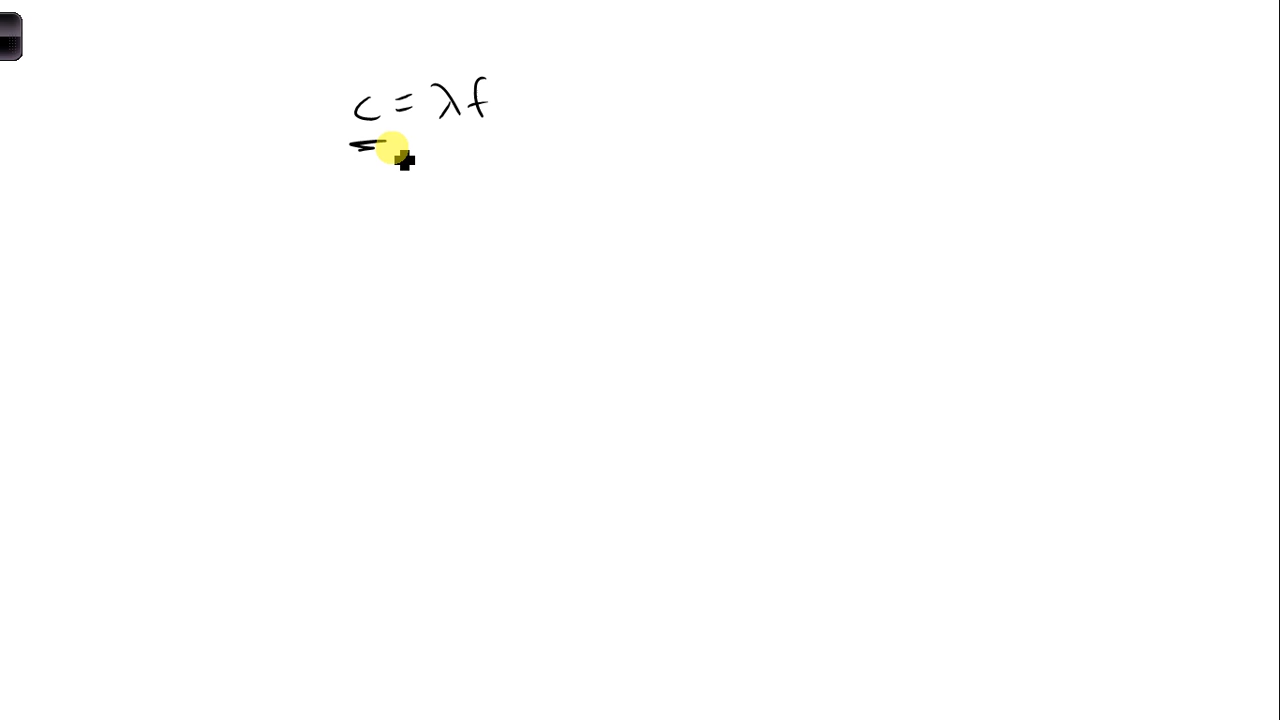 c = λf